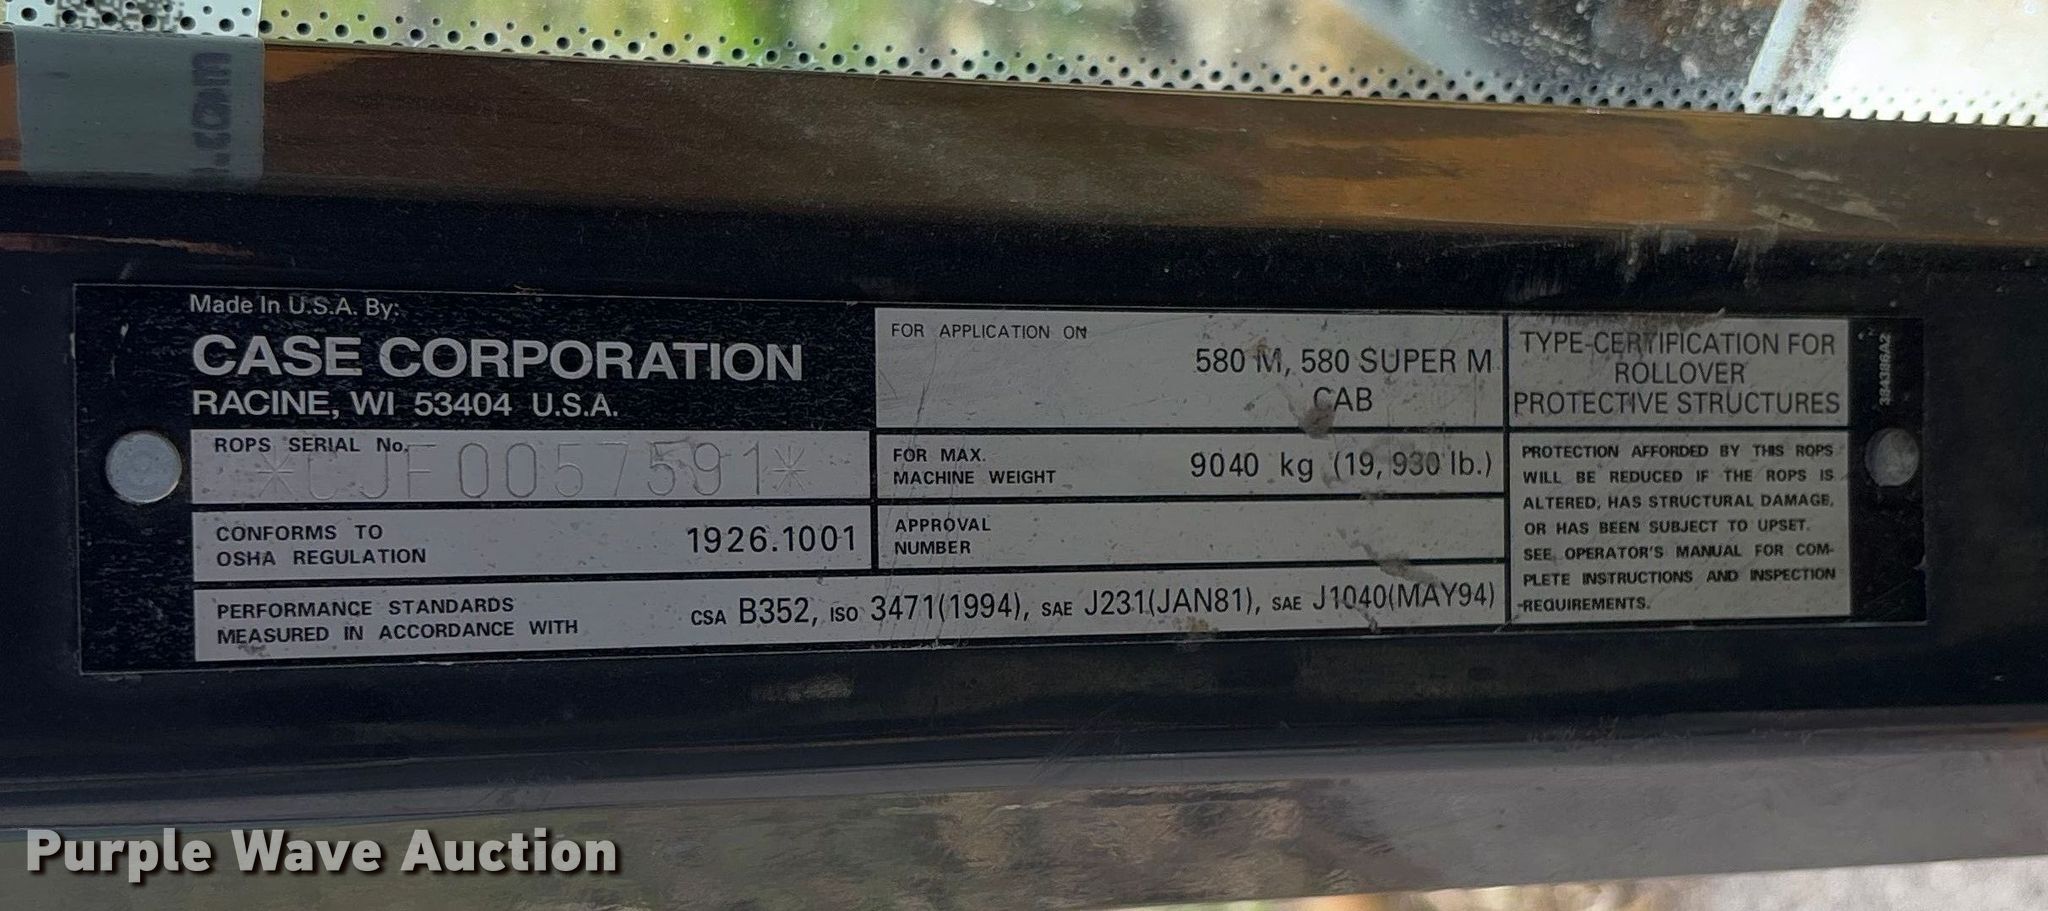 .com
Made In U.S.A. By:
CASE CORPORATION
RACINE, WI 53404 U.S.A.
ROPS SERIAL No.
*CJF0057591*
CONFORMS TO
OSHA REGULATION
1926.1001
PERFORMANCE STANDARDS
MEASURED IN ACCORDANCE WITH
CSA B352, ISO 3471(1994), SAE J231(JAN81), SAE J1040(MAY94)
FOR APPLICATION ON
580 M, 580 SUPER M
CAB
FOR MAX.
MACHINE WEIGHT
9040 kg (19,930 lb.)
APPROVAL
NUMBER
TYPE-CERTIFICATION FOR
ROLLOVER
PROTECTIVE STRUCTURES
PROTECTION AFFORDED BY THIS ROPS
WILL BE REDUCED IF THE ROPS IS
ALTERED, HAS STRUCTURAL DAMAGE,
OR HAS BEEN SUBJECT TO UPSET.
SEE OPERATOR'S MANUAL FOR COM-
PLETE INSTRUCTIONS AND INSPECTION
REQUIREMENTS.
Purple Wave Auction